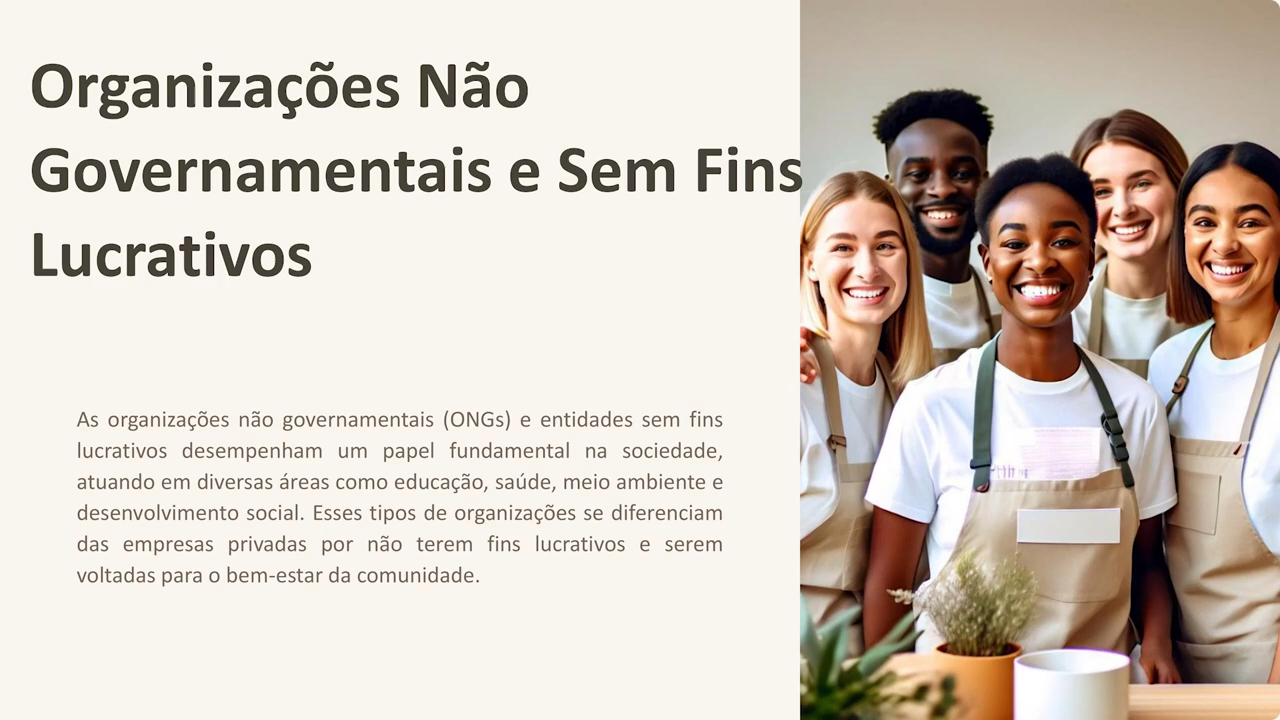 Organizações Não
Governamentais e Sem Fins
Lucrativos
As organizações não governamentais (ONGs) e entidades sem fins
lucrativos desempenham um papel fundamental na sociedade,
atuando em diversas áreas como educação, saúde, meio ambiente e
desenvolvimento social. Esses tipos de organizações se diferenciam
das empresas privadas por não terem fins lucrativos e serem
voltadas para o bem-estar da comunidade.